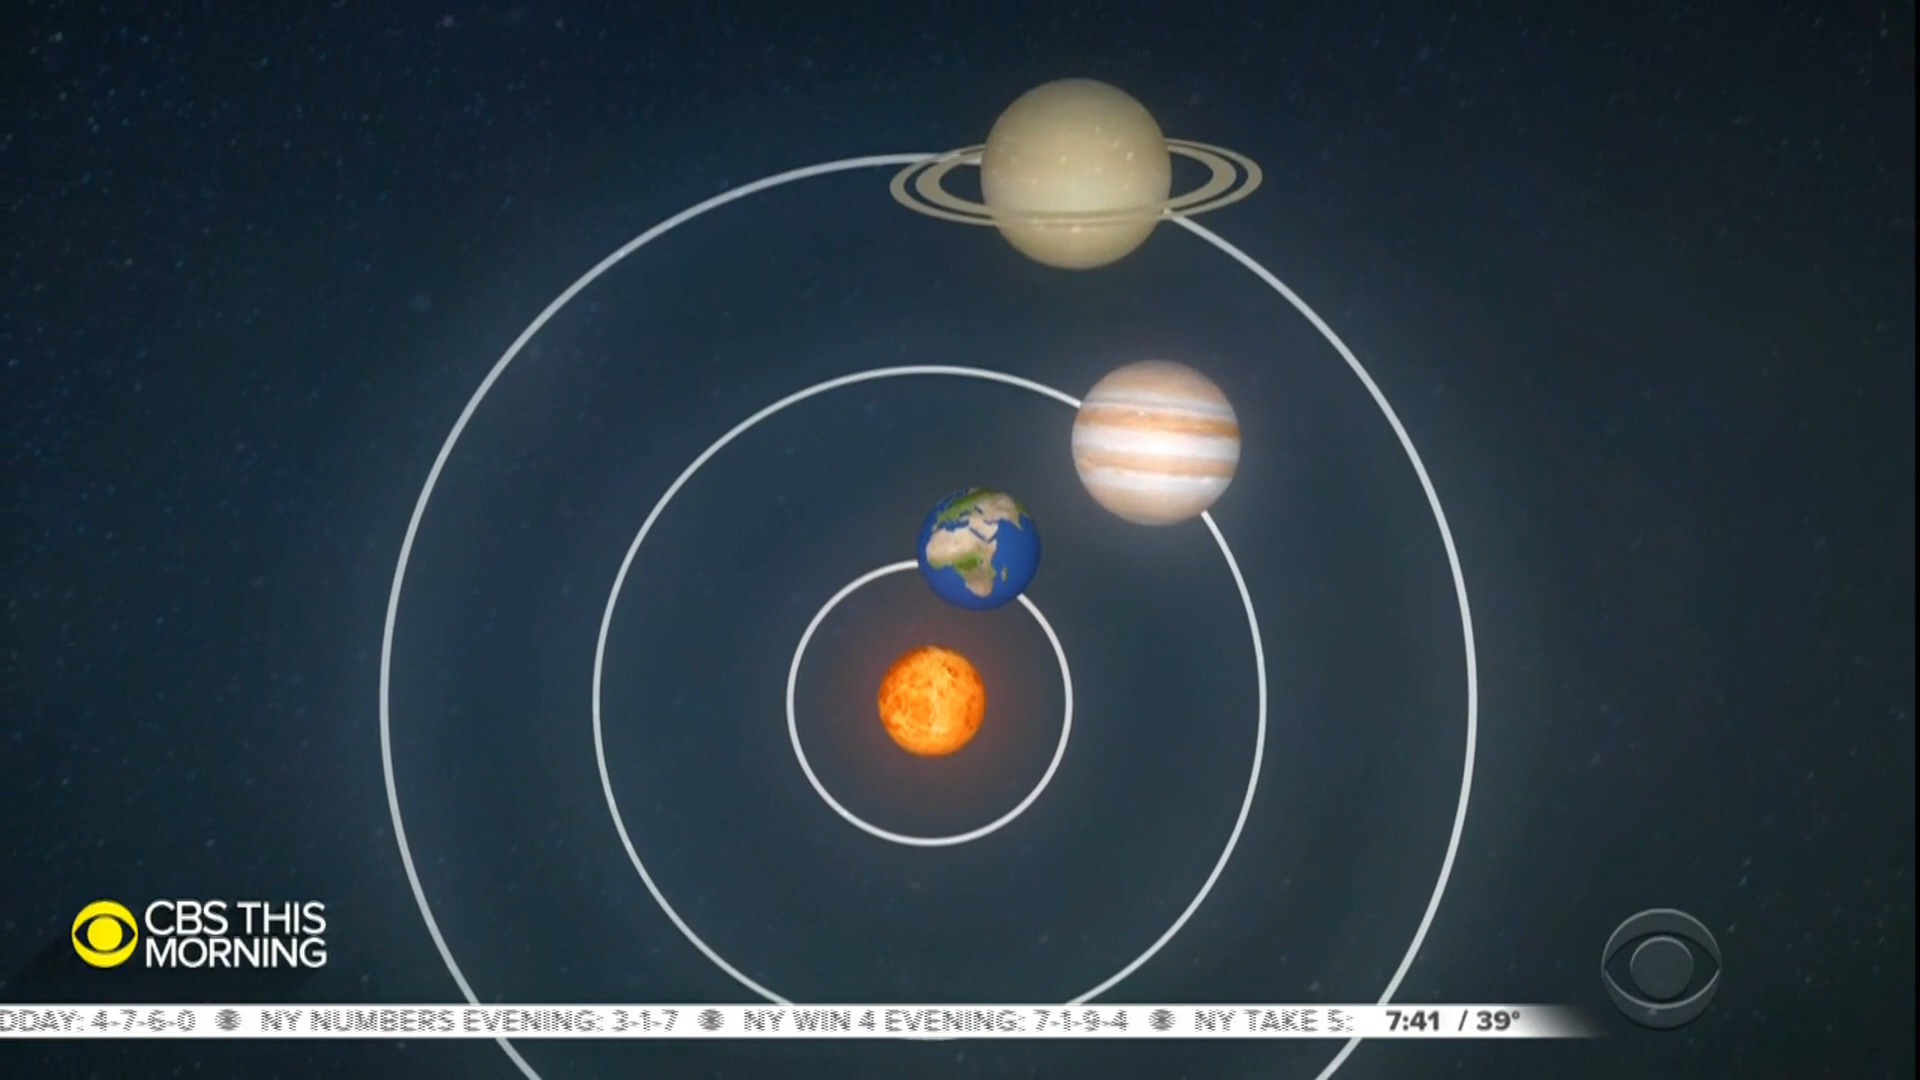 CBS THIS
MORNING
DDAY: 4-7-6-0 NY NUMBERS EVENING: 3-1-7 NY WIN 4 EVENING: 7-1-9-4 NY TAKE 5: 7:41 / 39°